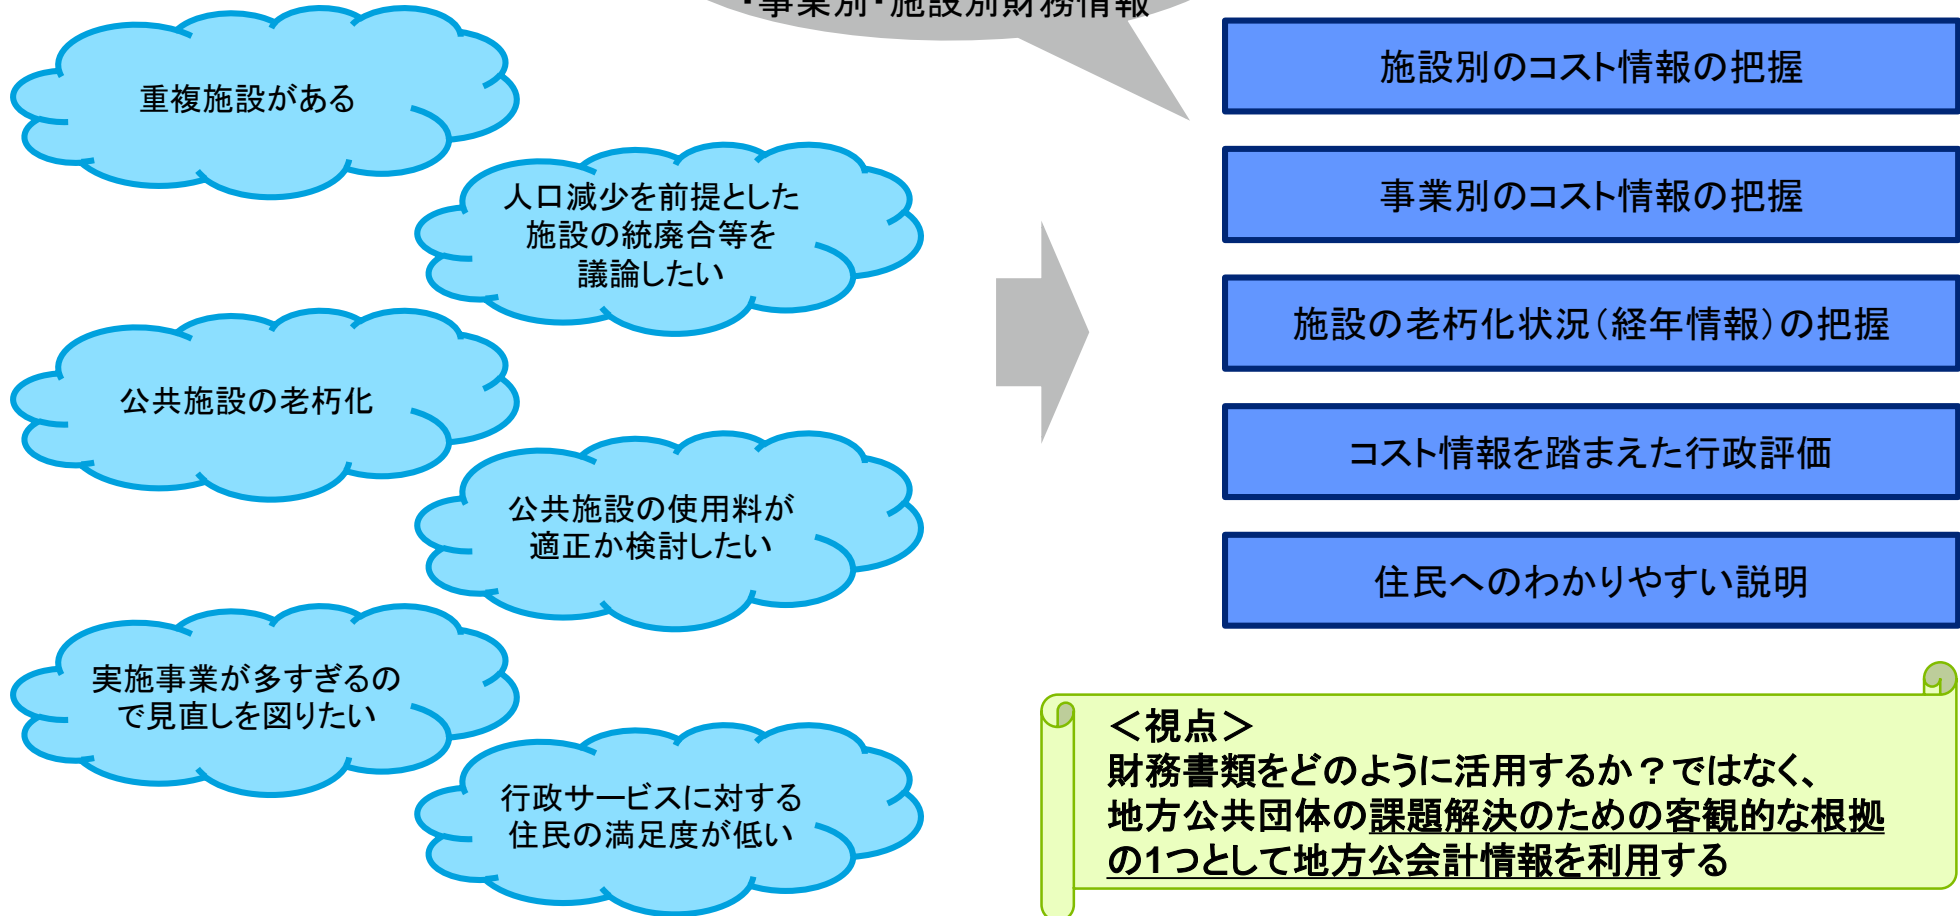 ・事業別・施設別財務情報
重複施設がある
人口減少を前提とした
施設の統廃合等を
議論したい
公共施設の老朽化
公共施設の使用料が
適正か検討したい
実施事業が多すぎるの
で見直しを図りたい
行政サービスに対する
住民の満足度が低い
施設別のコスト情報の把握
事業別のコスト情報の把握
施設の老朽化状況（経年情報）の把握
コスト情報を踏まえた行政評価
住民へのわかりやすい説明
＜視点＞
財務書類をどのように活用するか？ではなく、
地方公共団体の課題解決のための客観的な根拠
の1つとして地方公会計情報を利用する